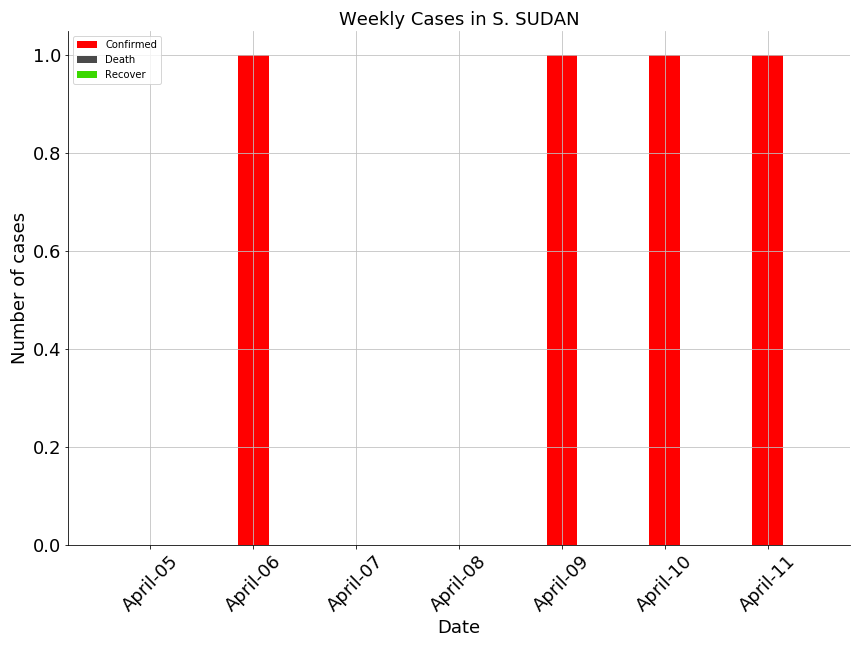 Weekly Cases in S. SUDAN
Confirmed
Death
Recover
Number of cases
1.0
0.8
0.6
0.4
0.2
0.0
April-05
April-06
April-07
April-08
April-09
April-10
April-11
Date